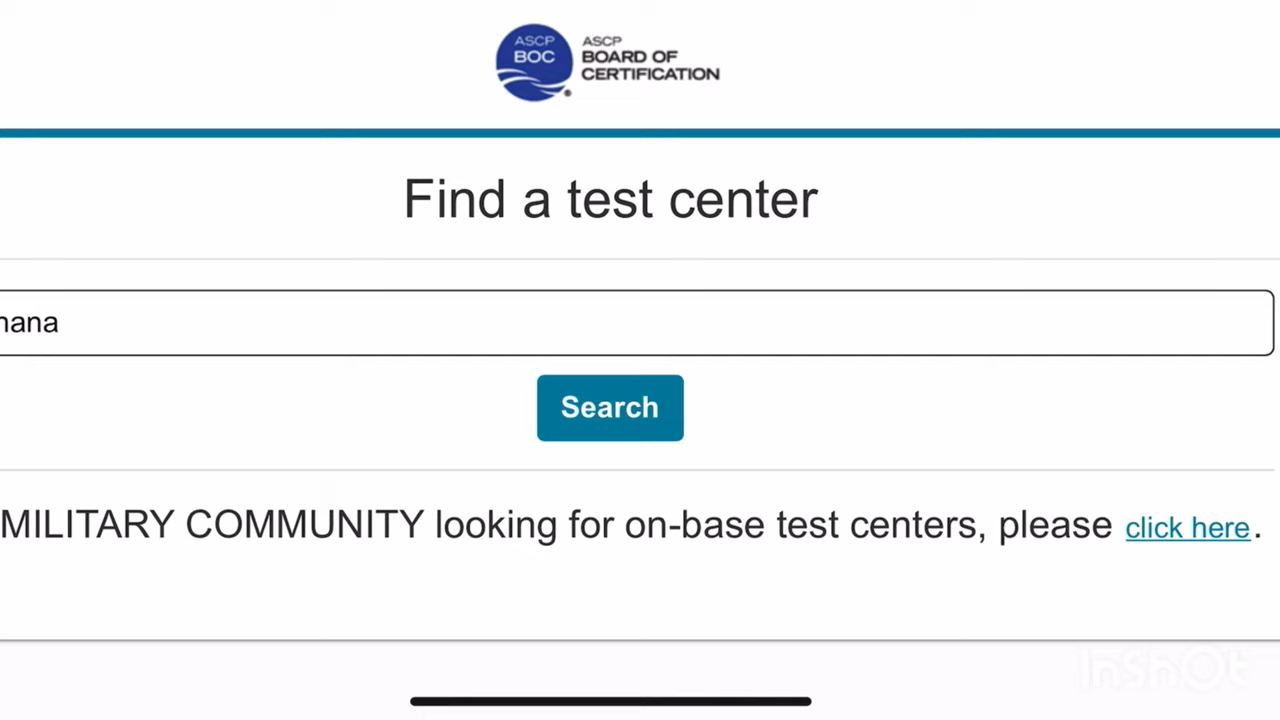 ASCP
BOC
ASCP
BOARD OF
CERTIFICATION
Find a test center
hana
Search
MILITARY COMMUNITY looking for on-base test centers, please click here.
InShOt